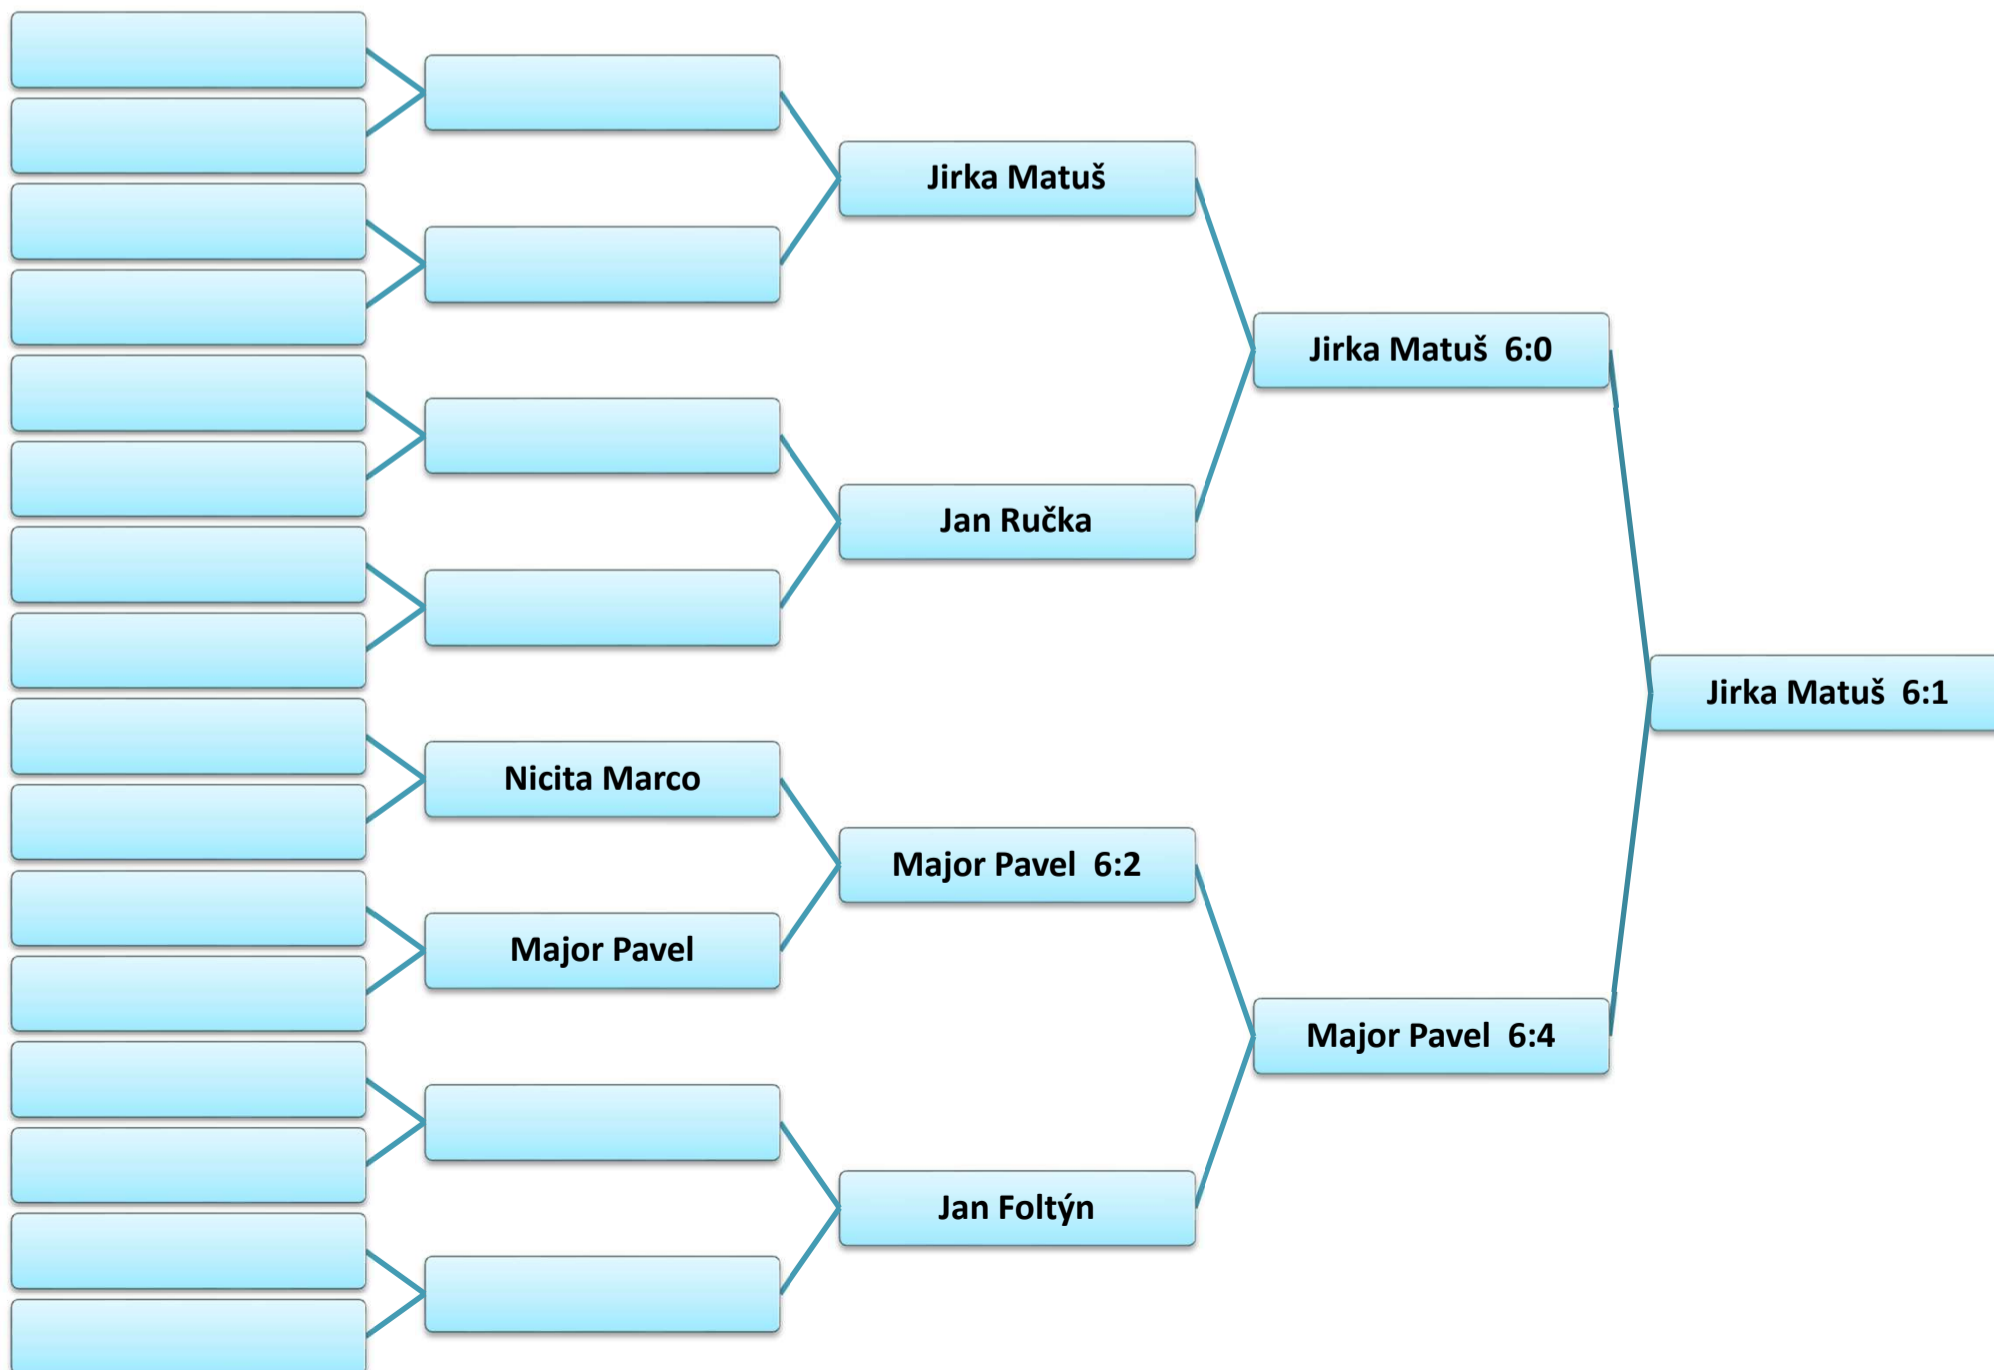 Jirka Matuš
Jirka Matuš  6:0
Jan Ručka
Jirka Matuš  6:1
Nicita Marco
Major Pavel  6:2
Major Pavel
Major Pavel  6:4
Jan Foltýn